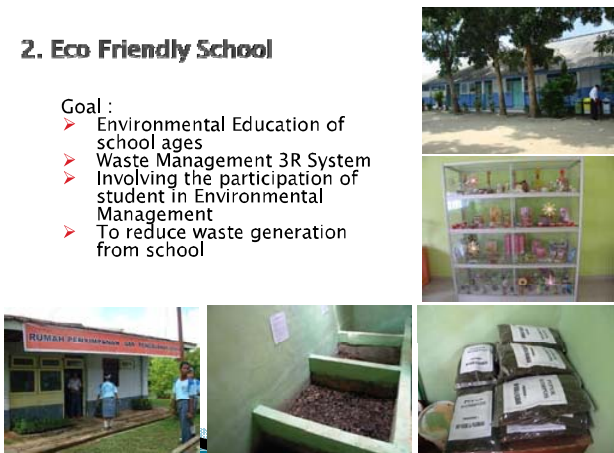 2. Eco Friendly School
Goal :
➢ Environmental Education of
school ages
➢ Waste Management 3R System
➢ Involving the participation of
student in Environmental
Management
➢ To reduce waste generation
from school
RUMAH